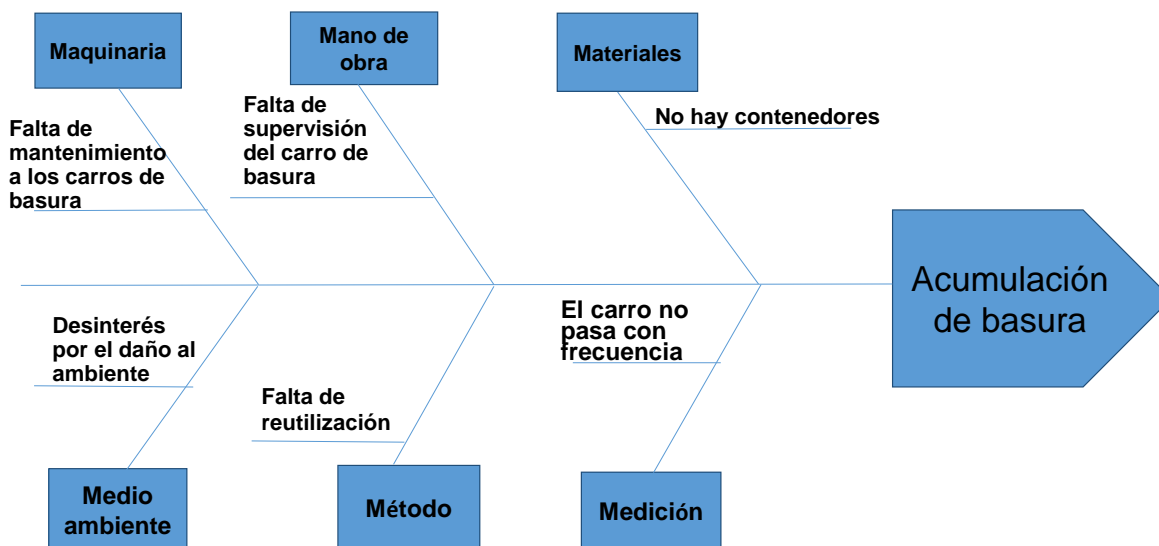 Maquinaria
Mano de
obra
Materiales
Falta de
mantenimiento
a los carros de
basura
Falta de
supervisión
del carro de
basura
No hay contenedores
Acumulación
de basura
Desinterés
por el daño al
ambiente
Falta de
reutilización
El carro no
pasa con
frecuencia
Medio
ambiente
Método
Medición